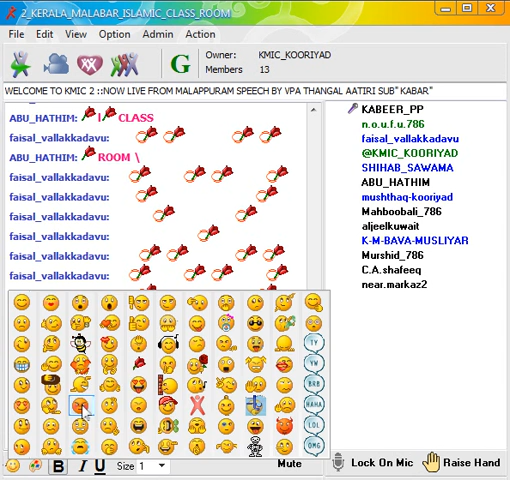 2_KERALA_MALABAR_ISLAMIC_CLASS_ROOM
File Edit View Option Admin Action
G Owner: KMIC_KOORIYAD
Members 13
WELCOME TO KMIC 2 ::NOW LIVE FROM MALAPPURAM SPEECH BY VPA THANGAL AATIRI SUB" KABAR"
ABU_HATHIM: I CLASS
faisal_vallakkadavu:
ABU_HATHIM: ROOM \
faisal_vallakkadavu:
faisal_vallakkadavu:
faisal_vallakkadavu:
faisal_vallakkadavu:
faisal_vallakkadavu:
faisal_vallakkadavu:
KABEER_PP
n.o.u.f.u.786
faisal_vallakkadavu
@KMIC_KOORIYAD
SHIHAB_SAWAMA
ABU_HATHIM
mushthaq-kooriyad
Mahboobali_786
aljeelkuwait
K-M-BAVA-MUSLIYAR
Murshid_786
C.A.shafeeq
near.markaz2
IY
YW
BRB
HAHA
LOL
OMG
B I U Size 1 Mute Lock On Mic Raise Hand